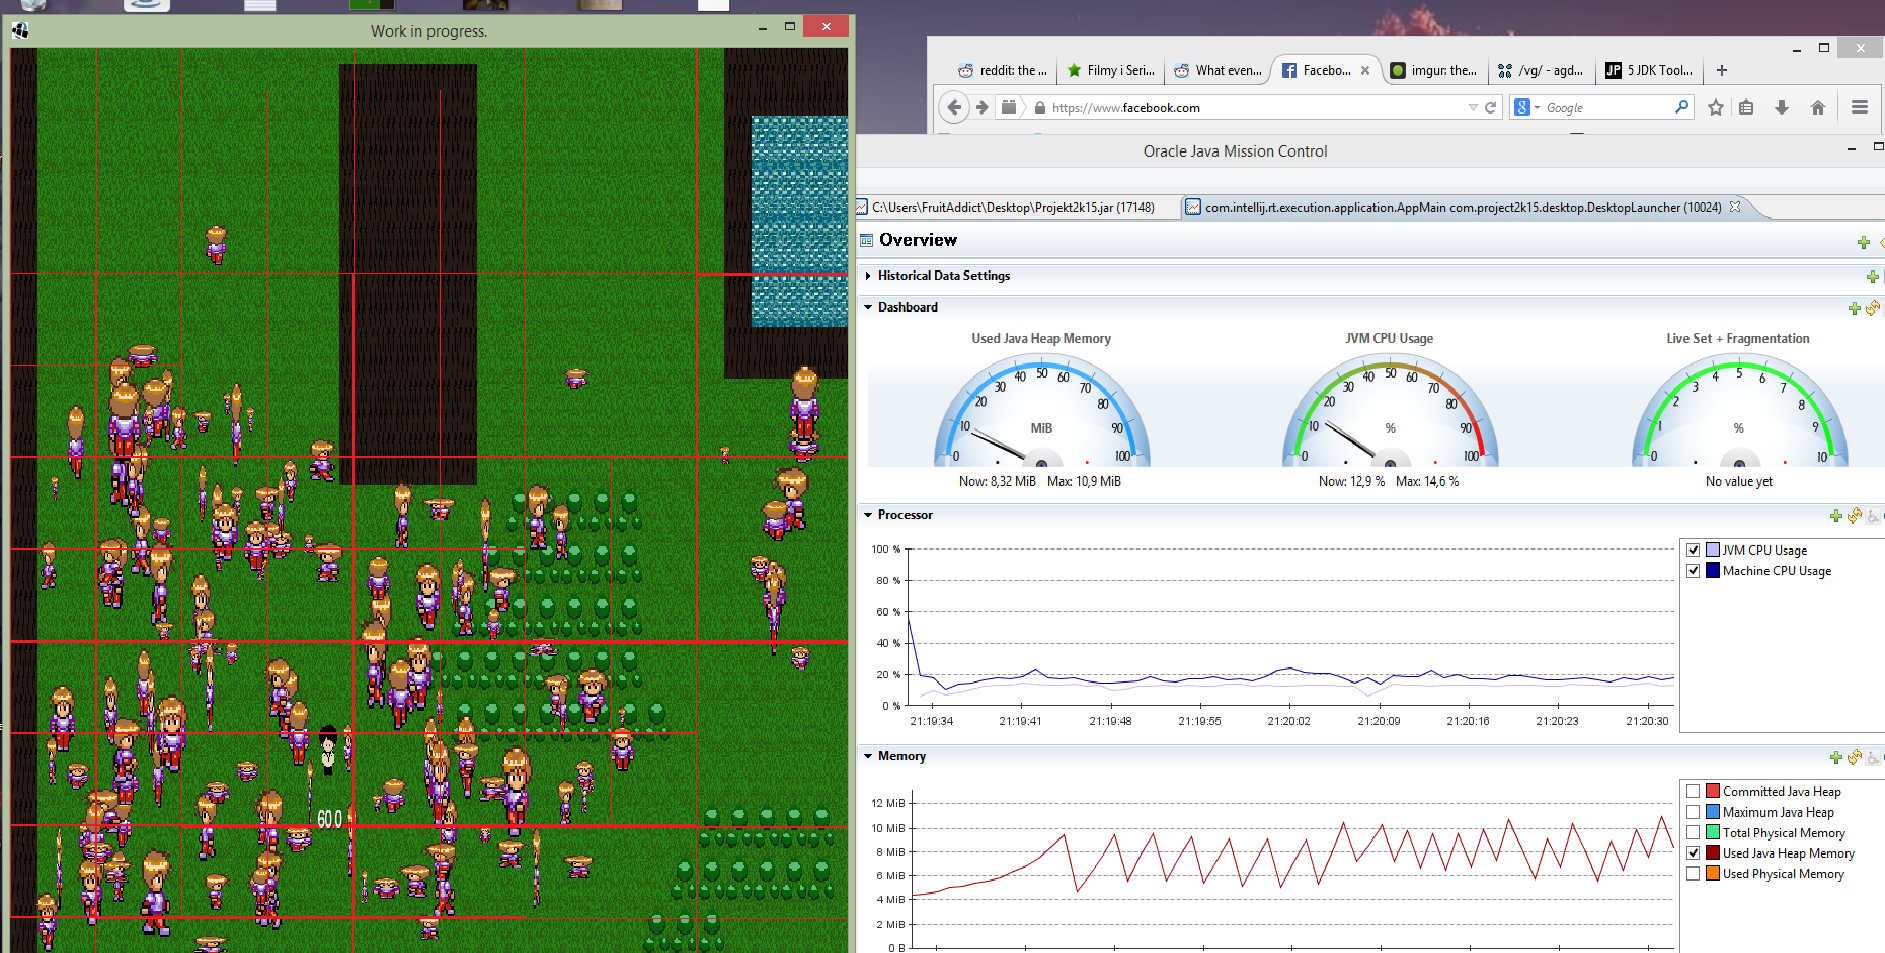 Work in progress.
60.0
reddit: the ...
Filmy i Seri...
What even...
Facebo...
imgur: the...
/vg/ - agd...
JP 5 JDK Tool...
https://www.facebook.com
8 Google
Oracle Java Mission Control
C:\Users\FruitAddict\Desktop\Projekt2k15.jar (17148)
com.intellij.rt.execution.application.AppMain com.project2k15.desktop.DesktopLauncher (10024)
Overview
Historical Data Settings
Dashboard
Used Java Heap Memory
0 10 20 30 40 50 60 70 80 90 100
MiB
Now: 8,32 MiB Max: 10,9 MiB
JVM CPU Usage
0 10 20 30 40 50 60 70 80 90 100
%
Now: 12,9 % Max: 14,6 %
Live Set + Fragmentation
0 1 2 3 4 5 6 7 8 9 10
%
No value yet
Processor
100 %
80 %
60 %
40 %
20 %
0 %
21:19:34 21:19:41 21:19:48 21:19:55 21:20:02 21:20:09 21:20:16 21:20:23 21:20:30
JVM CPU Usage
Machine CPU Usage
Memory
12 MiB
10 MiB
8 MiB
6 MiB
4 MiB
2 MiB
0 B
Committed Java Heap
Maximum Java Heap
Total Physical Memory
Used Java Heap Memory
Used Physical Memory